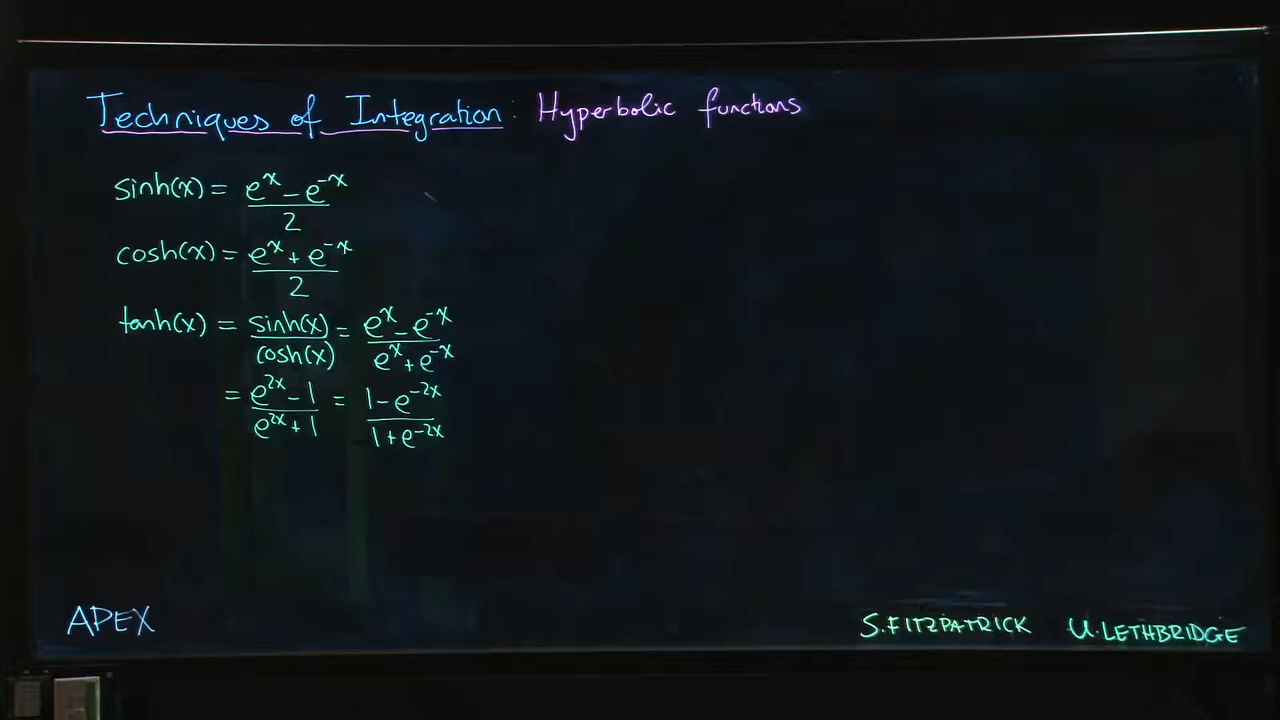 Techniques of Integration: Hyperbolic functions
sinh(x) = (e^x - e^-x)/2
cosh(x) = (e^x + e^-x)/2
tanh(x) = sinh(x)/cosh(x) = (e^x - e^-x)/(e^x + e^-x)
= (e^2x - 1)/(e^2x + 1) = (1 - e^-2x)/(1 + e^-2x)
APEX
S. FITZPATRICK U. LETHBRIDGE